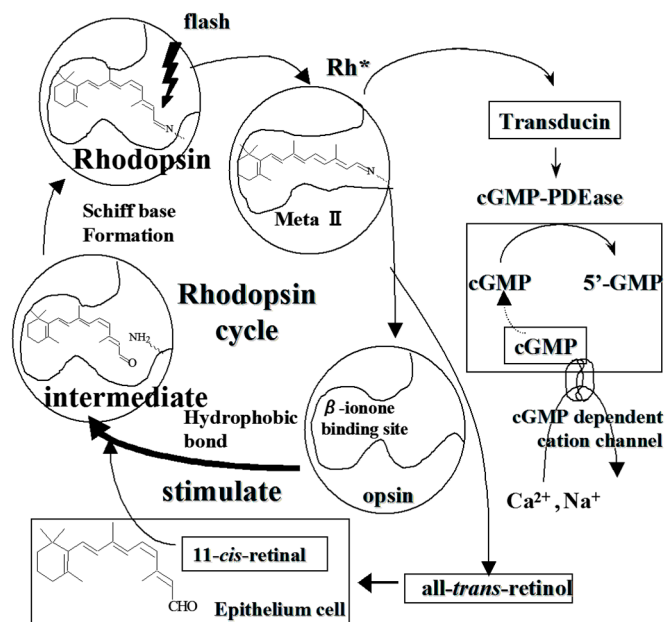 flash
Rh*
N
Rhodopsin
Transducin
N
Meta Ⅱ
cGMP-PDEase
Schiff base
Formation
cGMP
5’-GMP
Rhodopsin
cycle
NH₂
O
cGMP
intermediate
Hydrophobic
bond
β-ionone
binding site
cGMP dependent
cation channel
stimulate
opsin
Ca²⁺ , Na⁺
11-cis-retinal
CHO
Epithelium cell
all-trans-retinol